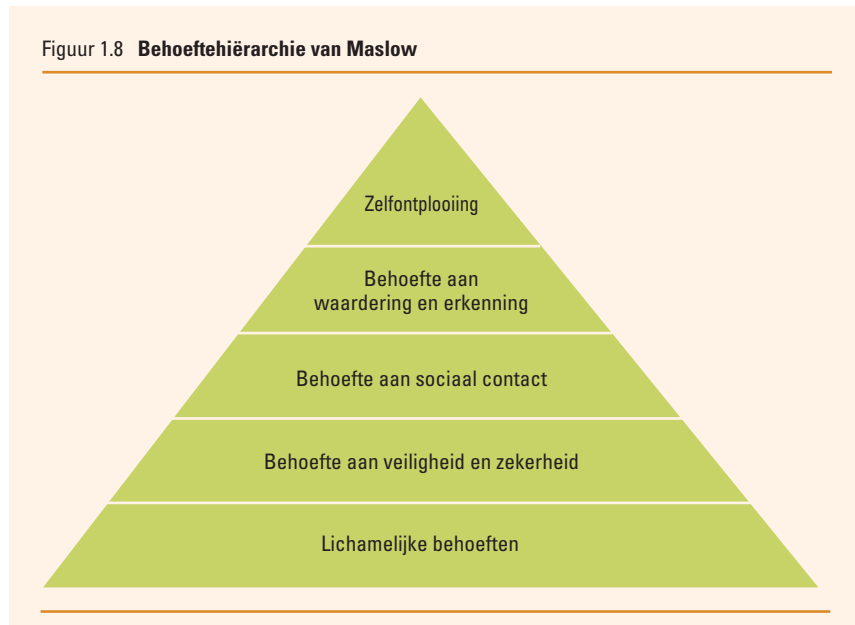 Figuur 1.8 Behoeftehiërarchie van Maslow
Zelfontplooiing
Behoefte aan
waardering en erkenning
Behoefte aan sociaal contact
Behoefte aan veiligheid en zekerheid
Lichamelijke behoeften